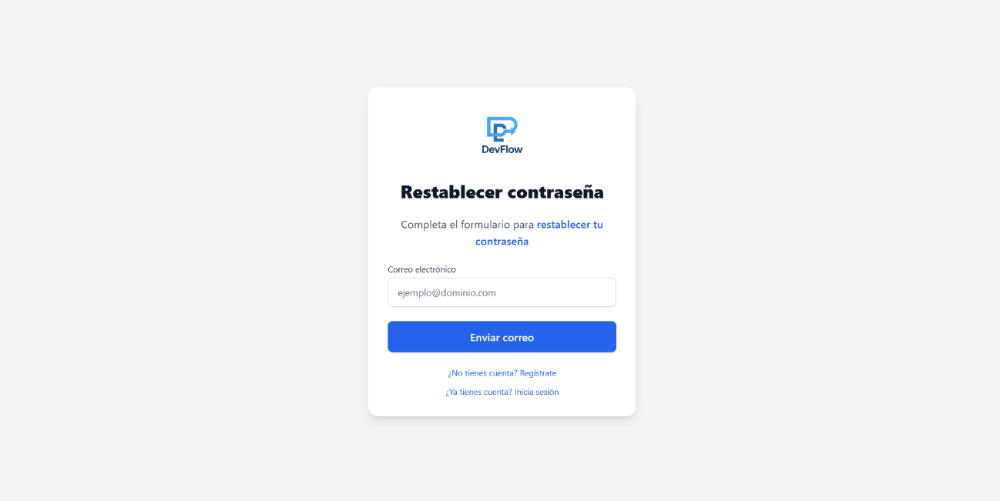 DevFlow
Restablecer contraseña
Completa el formulario para restablecer tu
contraseña
Correo electrónico
ejemplo@dominio.com
Enviar correo
¿No tienes cuenta? Regístrate
¿Ya tienes cuenta? Inicia sesión